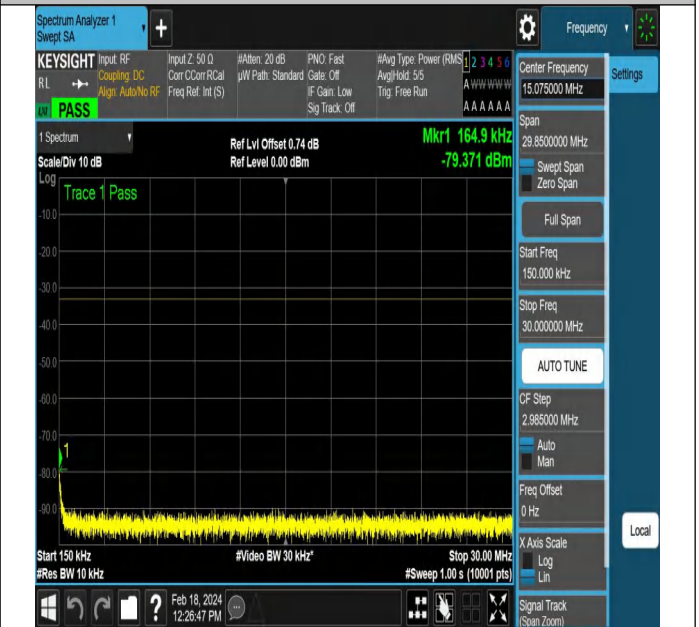 Spectrum Analyzer 1
Swept SA
+
Frequency
KEYSIGHT
RL
PASS
Input: RF
Coupling: DC
Align: Auto/No RF
Input Z: 50 Ω
Corr CCorr RCal
Freq Ref: Int (S)
#Atten: 20 dB
µW Path: Standard
PNO: Fast
Gate: Off
IF Gain: Low
Sig Track: Off
#Avg Type: Power (RMS
Avg|Hold: 5/5
Trig: Free Run
1 2 3 4 5 6
A W W W W W
A A A A A A
1 Spectrum
Scale/Div 10 dB
Ref Lvl Offset 0.74 dB
Ref Level 0.00 dBm
Mkr1 164.9 kHz
-79.371 dBm
Log
Trace 1 Pass
-10.0
-20.0
-30.0
-40.0
-50.0
-60.0
-70.0
1
-80.0
-90.0
Start 150 kHz
#Video BW 30 kHz*
Stop 30.00 MHz
#Res BW 10 kHz
#Sweep 1.00 s (10001 pts)
?
Feb 18, 2024
12:26:47 PM
Center Frequency
15.075000 MHz
Settings
Span
29.8500000 MHz
Swept Span
Zero Span
Full Span
Start Freq
150.000 kHz
Stop Freq
30.000000 MHz
AUTO TUNE
CF Step
2.985000 MHz
Auto
Man
Freq Offset
0 Hz
X Axis Scale
Log
Lin
Local
Signal Track
(Span Zoom)